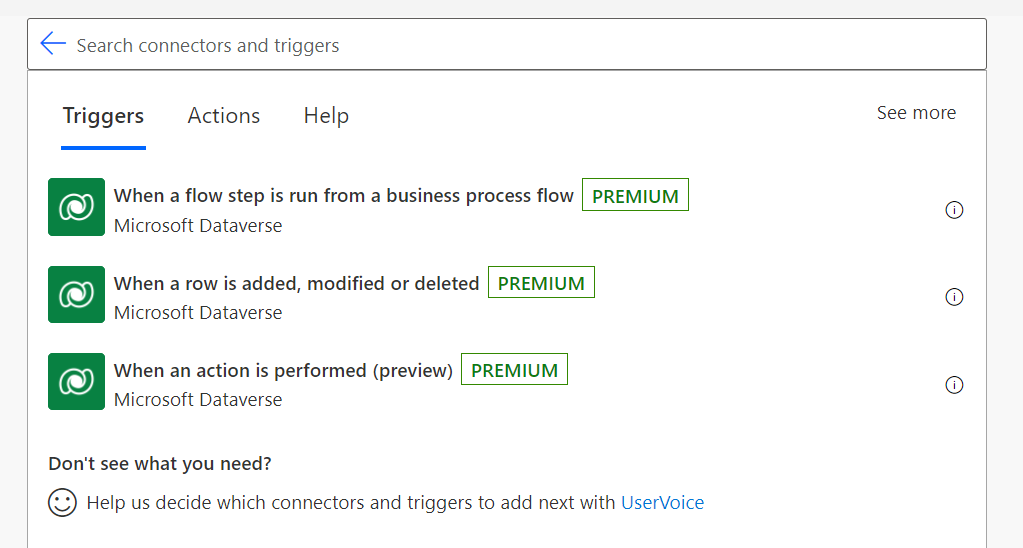 Search connectors and triggers
Triggers Actions Help See more
When a flow step is run from a business process flow PREMIUM
Microsoft Dataverse
When a row is added, modified or deleted PREMIUM
Microsoft Dataverse
When an action is performed (preview) PREMIUM
Microsoft Dataverse
Don't see what you need?
Help us decide which connectors and triggers to add next with UserVoice